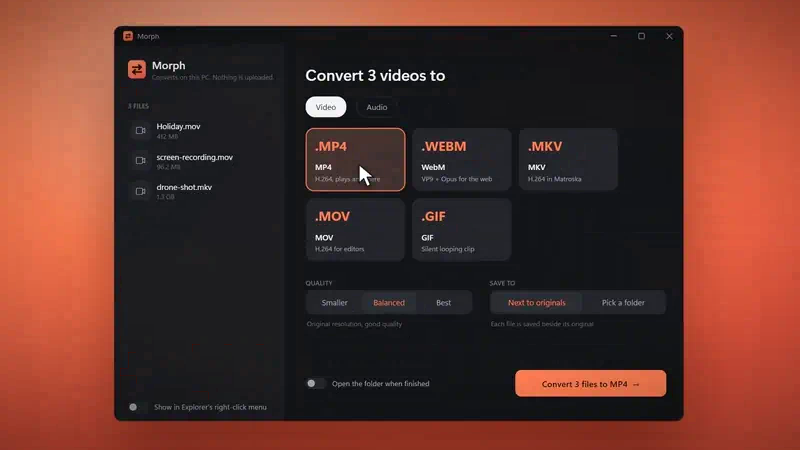 Morph
Morph
Converts on this PC. Nothing is uploaded.
3 FILES
Holiday.mov
412 MB
screen-recording.mov
96.2 MB
drone-shot.mkv
1.3 GB
Show in Explorer's right-click menu
Convert 3 videos to
Video
Audio
.MP4
MP4
H.264, plays
.WEBM
WebM
VP9 + Opus for the web
.MKV
MKV
H.264 in Matroska
.MOV
MOV
H.264 for editors
.GIF
GIF
Silent looping clip
QUALITY
Smaller Balanced Best
Original resolution, good quality
SAVE TO
Next to originals Pick a folder
Each file is saved beside its original
Open the folder when finished
Convert 3 files to MP4 →